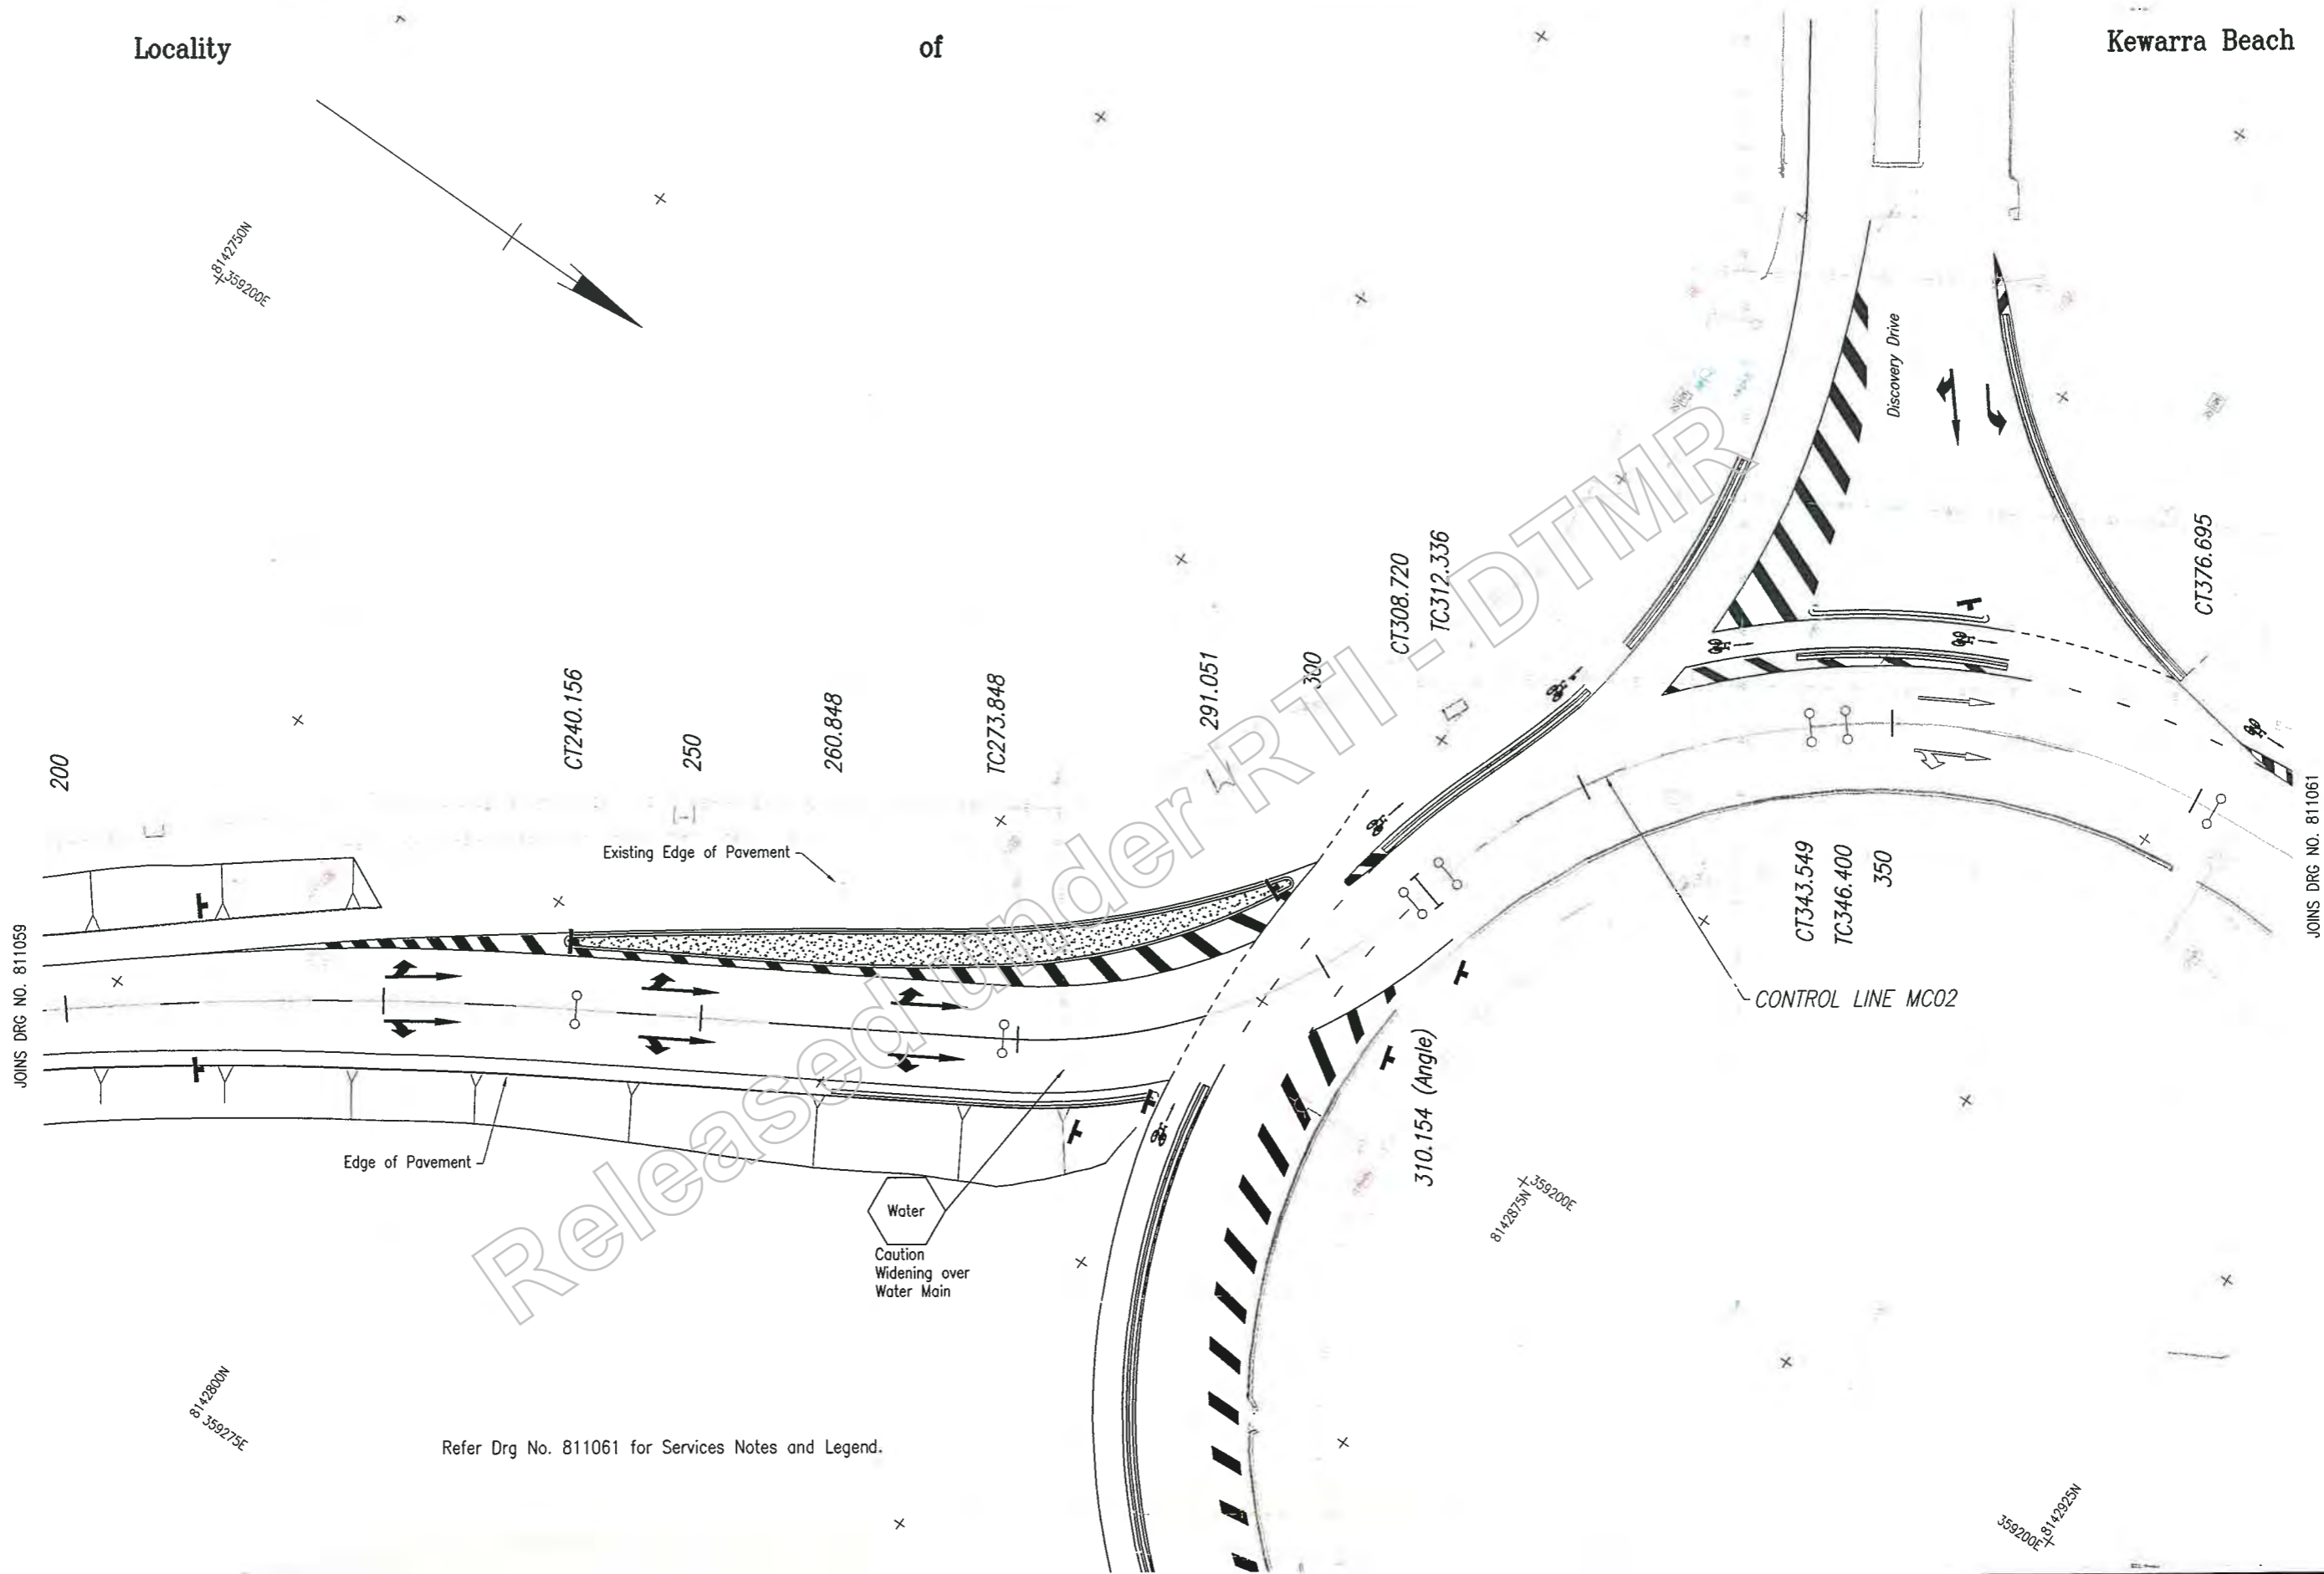 Locality of Kewarra Beach
8142750N
359200E
Discovery Drive
200
CT240.156
250
260.848
TC273.848
291.051
300
CT308.720
TC312.336
CT376.695
Existing Edge of Pavement
JOINS DRG NO. 811059
JOINS DRG NO. 811061
CT343.549
TC346.400
350
CONTROL LINE MC02
310.154 (Angle)
Edge of Pavement
Water
Caution
Widening over
Water Main
8142875N
359200E
8142800N
359275E
Refer Drg No. 811061 for Services Notes and Legend.
359200E
8142925N
Released under RTI - DTMR